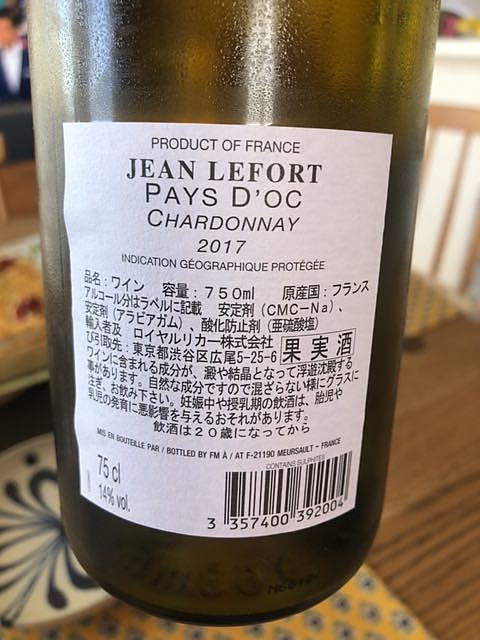 PRODUCT OF FRANCE
JEAN LEFORT
PAYS D'OC
CHARDONNAY
2017
INDICATION GÉOGRAPHIQUE PROTÉGÉE
品名：ワイン　容量：７５０ml　原産国：フランス
アルコール分はラベルに記載　安定剤（CMC－Na）、
安定剤（アラビアガム）、酸化防止剤（亜硫酸塩）
輸入者及　ロイヤルリカー株式会社
び引取先：東京都渋谷区広尾5-25-6 果実酒
ワインに含まれる成分が、澱や結晶となって浮遊沈殿する
事があります。自然な成分ですので混ざらない様にグラスに
注ぎ、お飲み下さい。妊娠中や授乳期の飲酒は、胎児や
乳児の発育に悪影響を与えるおそれがあります。
飲酒は２０歳になってから
MIS EN BOUTEILLE PAR / BOTTLED BY FM À / AT F-21190 MEURSAULT - FRANCE
CONTAINS SULPHITES
75 cl
14% vol.
3 357400 392004